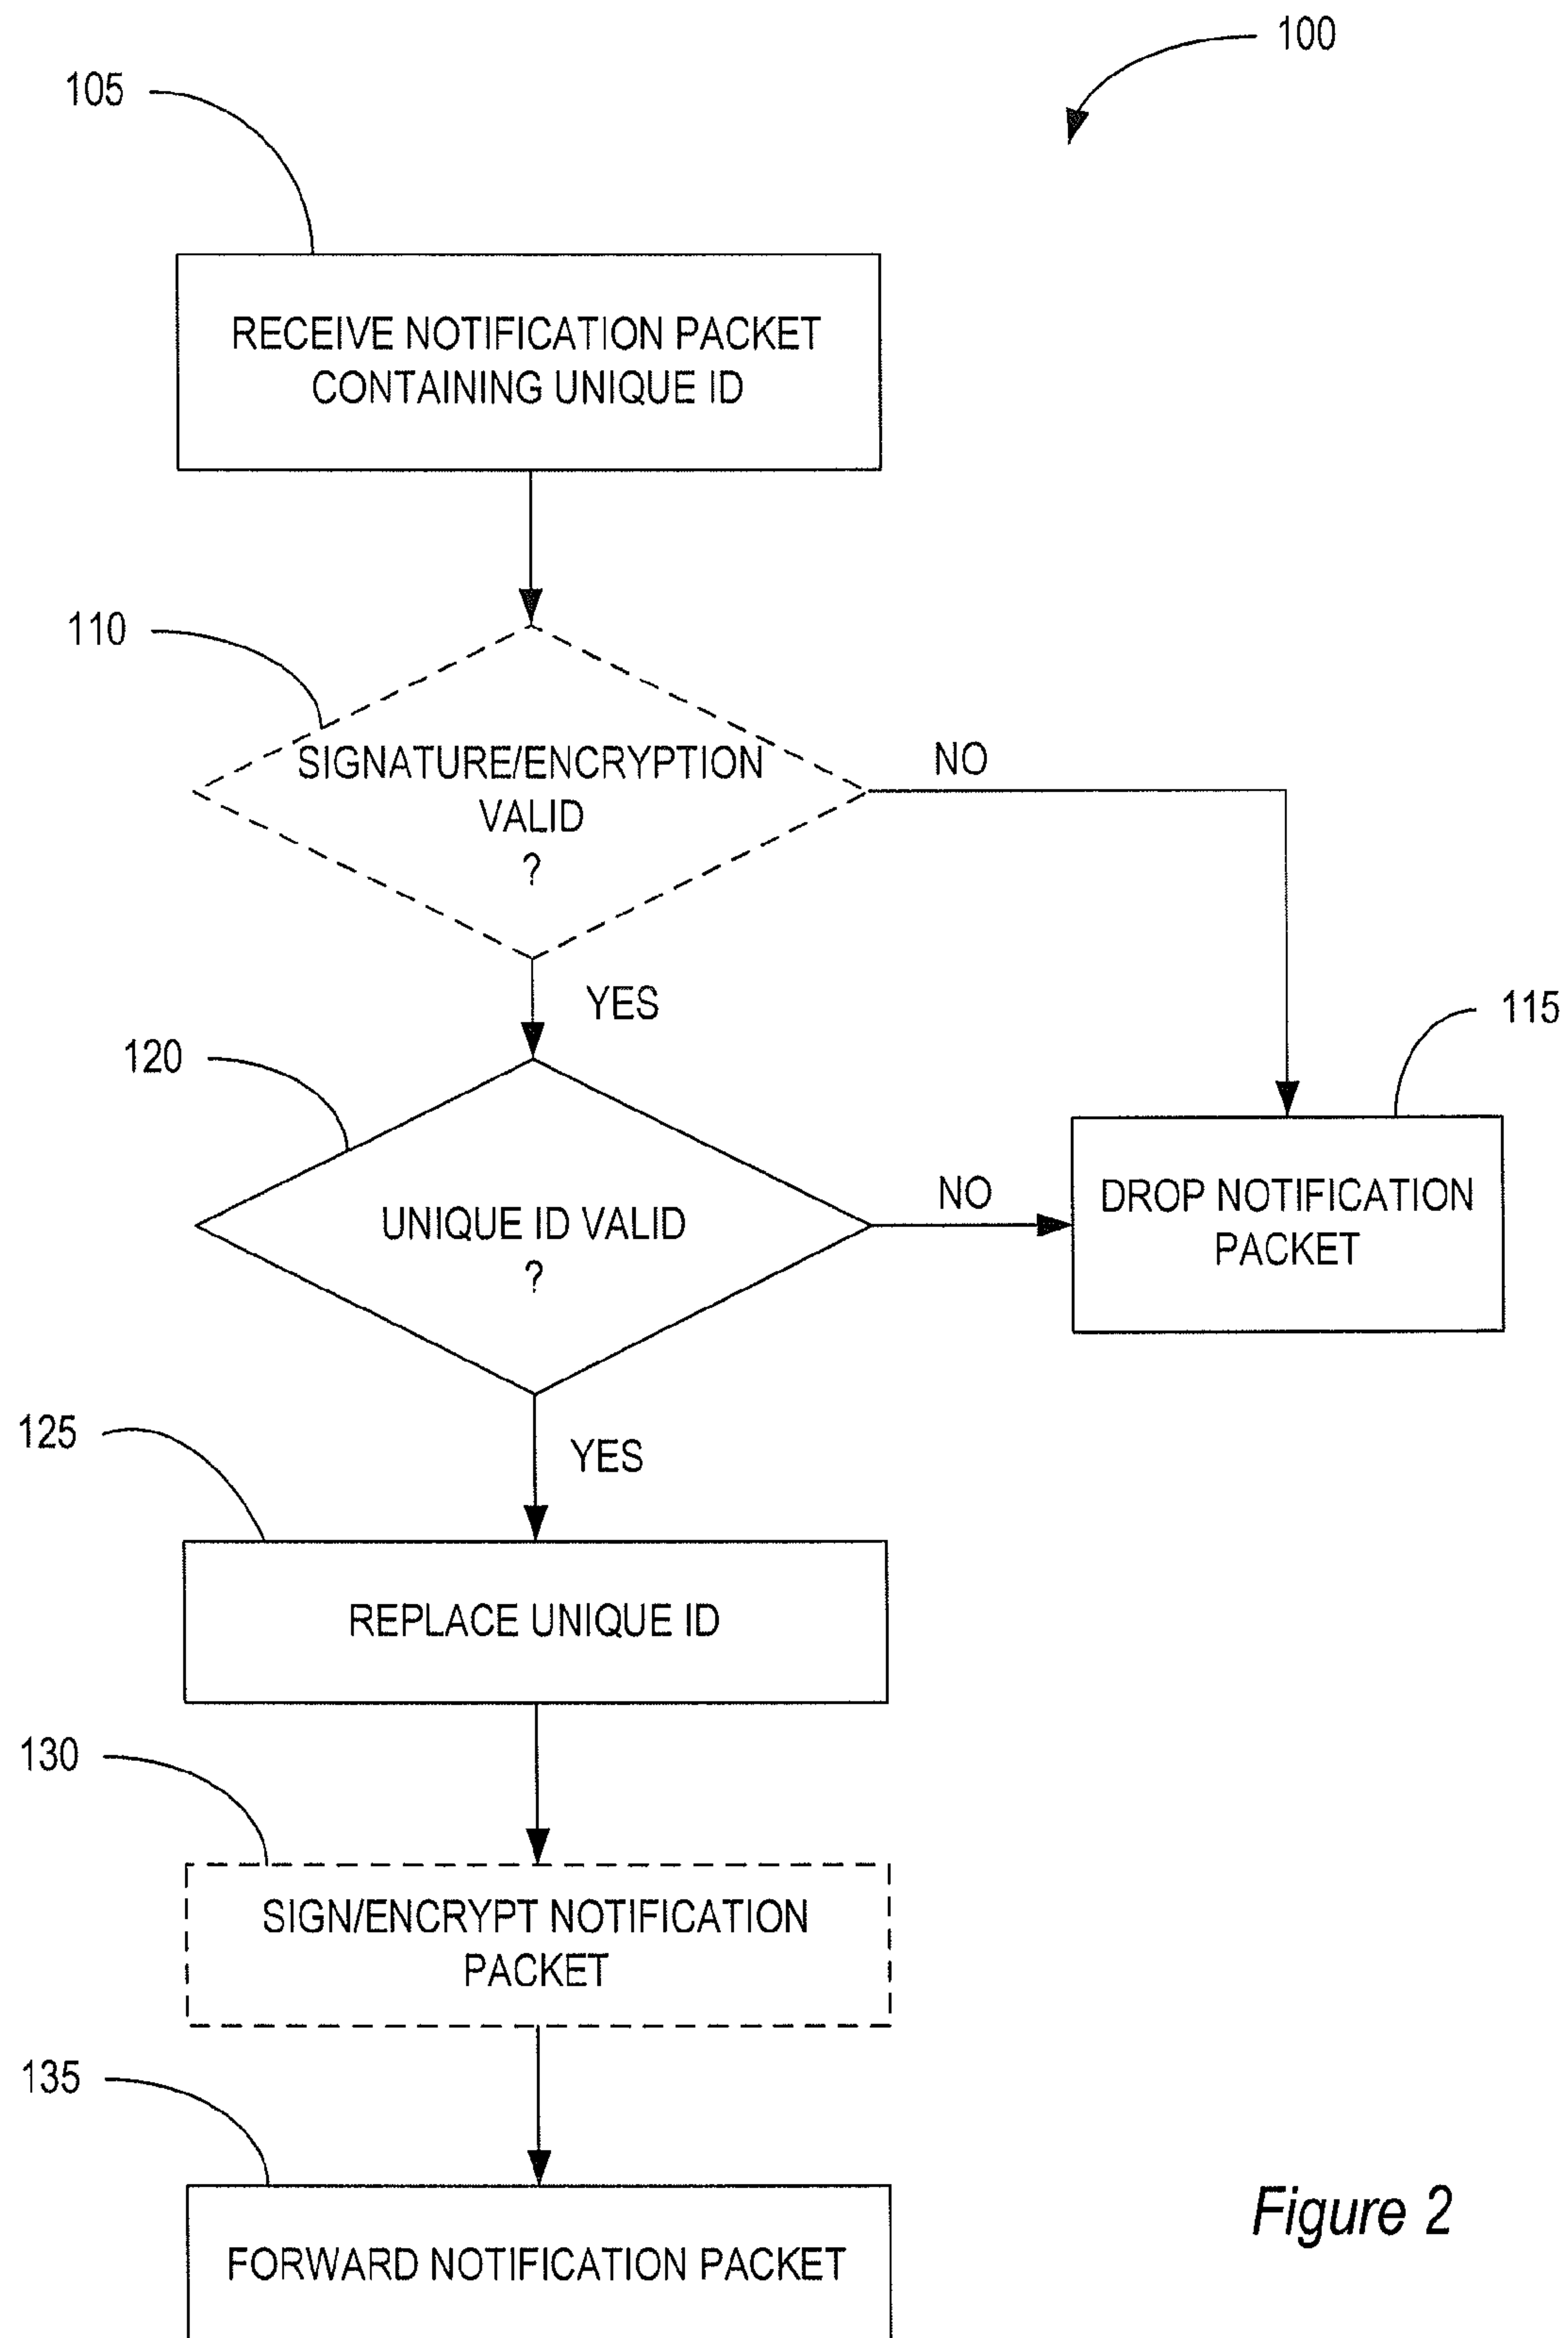 100
105
RECEIVE NOTIFICATION PACKET
CONTAINING UNIQUE ID
110
SIGNATURE/ENCRYPTION
VALID
?
NO
YES
115
120
UNIQUE ID VALID
?
NO
DROP NOTIFICATION
PACKET
YES
125
REPLACE UNIQUE ID
130
SIGN/ENCRYPT NOTIFICATION
PACKET
135
FORWARD NOTIFICATION PACKET
Figure 2